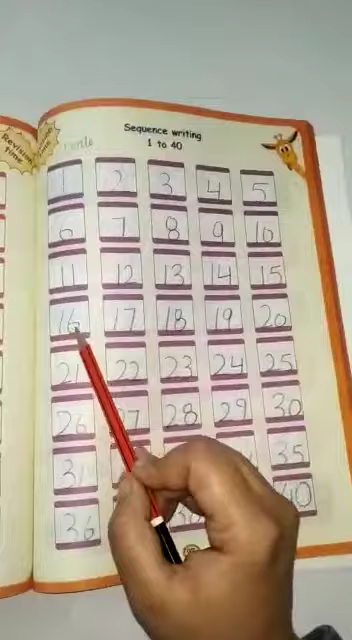 Revision time
Sequence writing
1 to 40
1 2 3 4 5
6 7 8 9 10
11 12 13 14 15
16 17 18 19 20
21 22 23 24 25
26 27 28 29 30
31 35
36 40